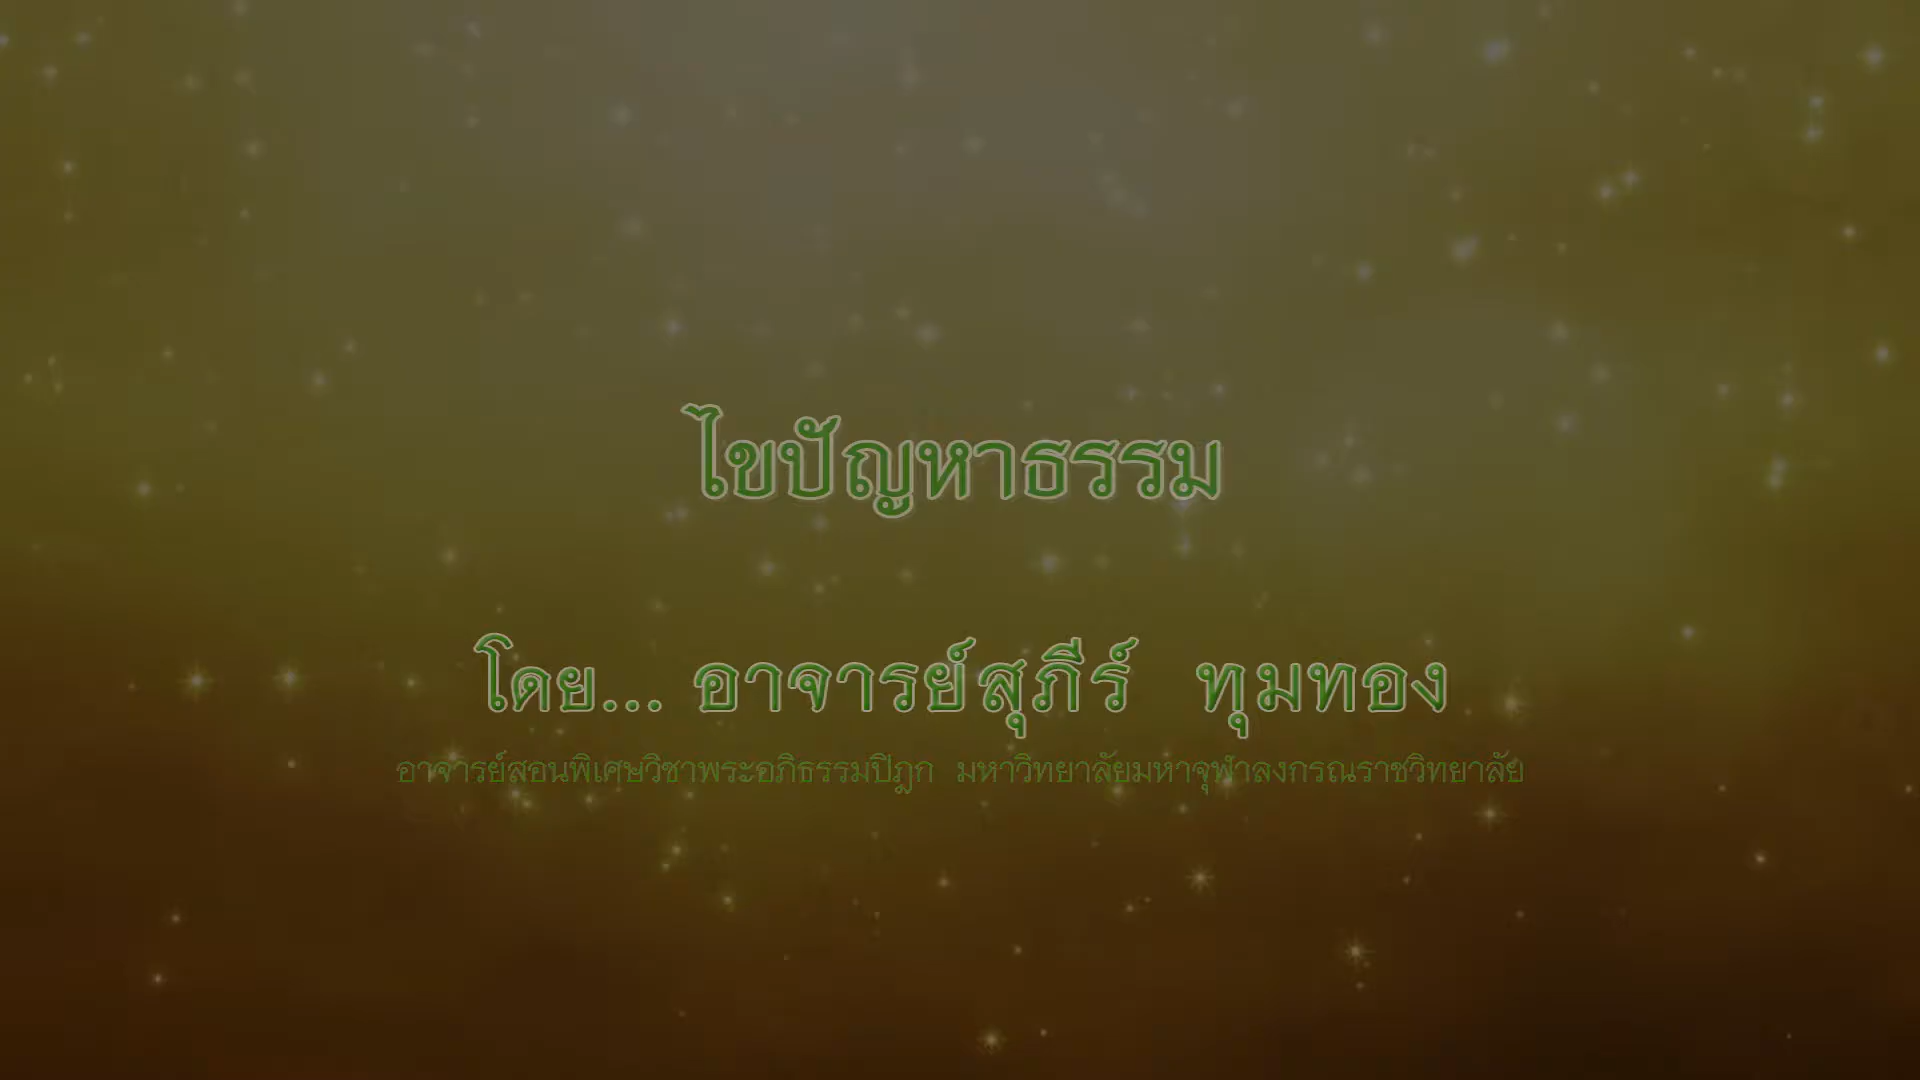 ไขปัญหาธรรม
โดย... อาจารย์สุภีร์ ทุมทอง
อาจารย์สอนพิเศษวิชาพระอภิธรรมปิฎก มหาวิทยาลัยมหาจุฬาลงกรณราชวิทยาลัย